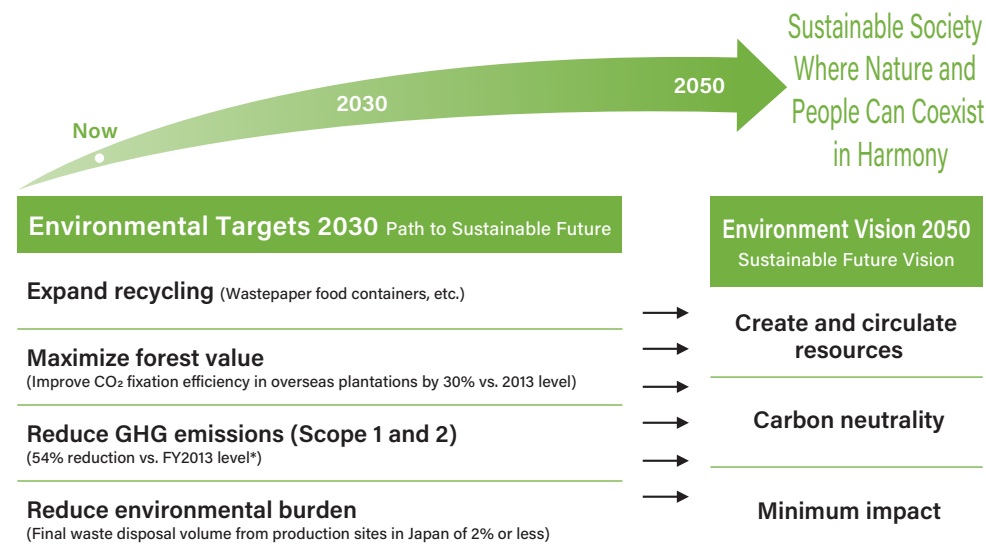 Sustainable Society
Where Nature and
People Can Coexist
in Harmony
Now
2030
2050
Environmental Targets 2030 Path to Sustainable Future
Expand recycling (Wastepaper food containers, etc.)
Maximize forest value
(Improve CO₂ fixation efficiency in overseas plantations by 30% vs. 2013 level)
Reduce GHG emissions (Scope 1 and 2)
(54% reduction vs. FY2013 level*)
Reduce environmental burden
(Final waste disposal volume from production sites in Japan of 2% or less)
Environment Vision 2050
Sustainable Future Vision
Create and circulate
resources
Carbon neutrality
Minimum impact